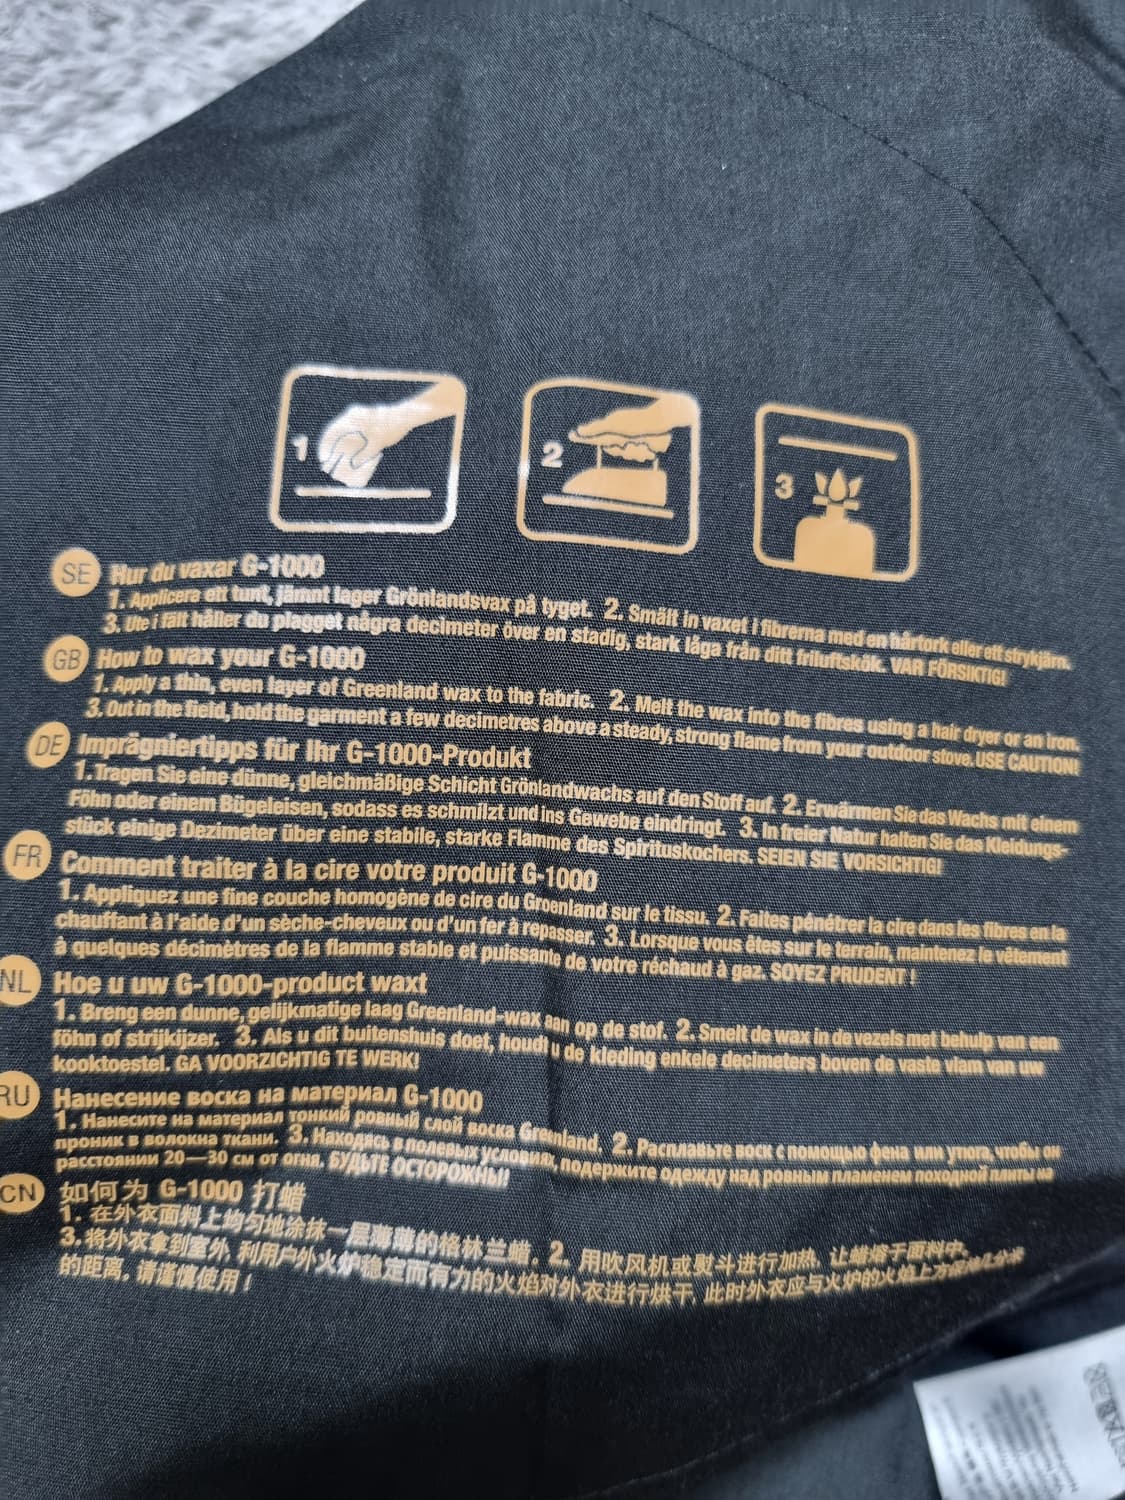 1
2
3
SE Hur du vaxar G-1000
1. Applicera ett tunt, jämnt lager Grönlandsvax på tyget. 2. Smält in vaxet i fibrerna med en hårtork eller ett strykjärn.
3. Ute i fält håller du plagget några decimeter över en stadig, stark låga från ditt friluftskök. VAR FÖRSIKTIG!
GB How to wax your G-1000
1. Apply a thin, even layer of Greenland wax to the fabric. 2. Melt the wax into the fibres using a hair dryer or an iron.
3. Out in the field, hold the garment a few decimetres above a steady, strong flame from your outdoor stove. USE CAUTION!
DE Imprägniertipps für Ihr G-1000-Produkt
1. Tragen Sie eine dünne, gleichmäßige Schicht Grönlandwachs auf den Stoff auf. 2. Erwärmen Sie das Wachs mit einem
Föhn oder einem Bügeleisen, sodass es schmilzt und ins Gewebe eindringt. 3. In freier Natur halten Sie das Kleidungs-
stück einige Dezimeter über eine stabile, starke Flamme des Spirituskochers. SEIEN SIE VORSICHTIG!
FR Comment traiter à la cire votre produit G-1000
1. Appliquez une fine couche homogène de cire du Groenland sur le tissu. 2. Faites pénétrer la cire dans les fibres en la
chauffant à l'aide d'un sèche-cheveux ou d'un fer à repasser. 3. Lorsque vous êtes sur le terrain, maintenez le vêtement
à quelques décimètres de la flamme stable et puissante de votre réchaud à gaz. SOYEZ PRUDENT !
NL Hoe u uw G-1000-product waxt
1. Breng een dunne, gelijkmatige laag Greenland-wax aan op de stof. 2. Smelt de wax in de vezels met behulp van een
föhn of strijkijzer. 3. Als u dit buitenshuis doet, houdt u de kleding enkele decimeters boven de vaste vlam van uw
kooktoestel. GA VOORZICHTIG TE WERK!
RU Нанесение воска на материал G-1000
1. Нанесите на материал тонкий ровный слой воска Greenland. 2. Расплавьте воск с помощью фена или утюга, чтобы он
проник в волокна ткани. 3. Находясь в полевых условиях, подержите одежду над ровным пламенем походной плиты на
расстоянии 20—30 см от огня. БУДЬТЕ ОСТОРОЖНЫ!
CN 如何为 G-1000 打蜡
1. 在外衣面料上均匀地涂抹一层薄薄的格林兰蜡。2. 用吹风机或熨斗进行加热, 让蜡熔于面料中。
3. 将外衣拿到室外, 利用户外火炉稳定而有力的火焰对外衣进行烘干, 此时外衣应与火炉的火焰上方
的距离, 请谨慎使用！